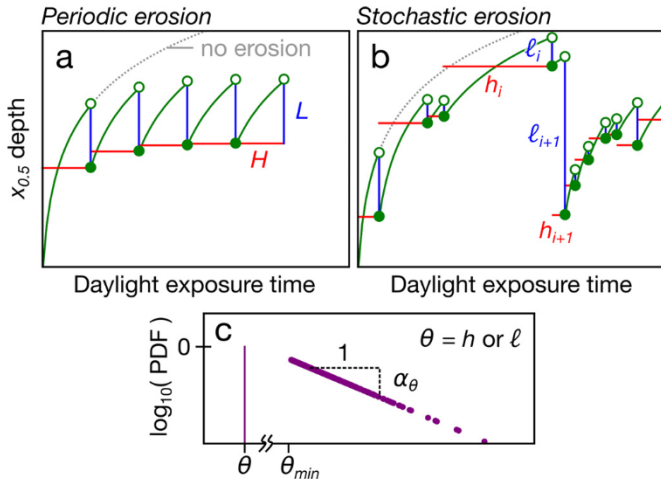 Periodic erosion
Stochastic erosion
a
no erosion
L
H
x0.5 depth
Daylight exposure time
b
ℓi
hi
ℓi+1
hi+1
Daylight exposure time
c
θ = h or ℓ
0
1
αθ
log10( PDF)
θ
θmin